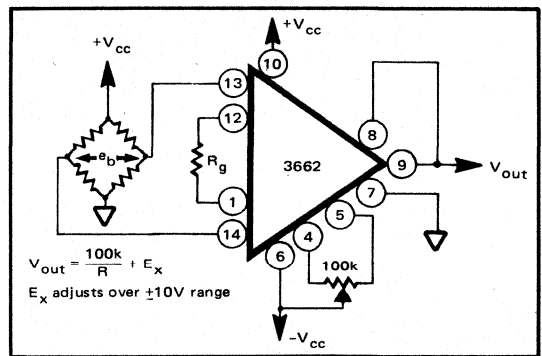 +Vcc
+Vcc
10
13
12
8
eb
Rg
3662
9
Vout
1
7
5
14
4
6
100k
Vout = 100k/R + Ex
Ex adjusts over ±10V range
-Vcc